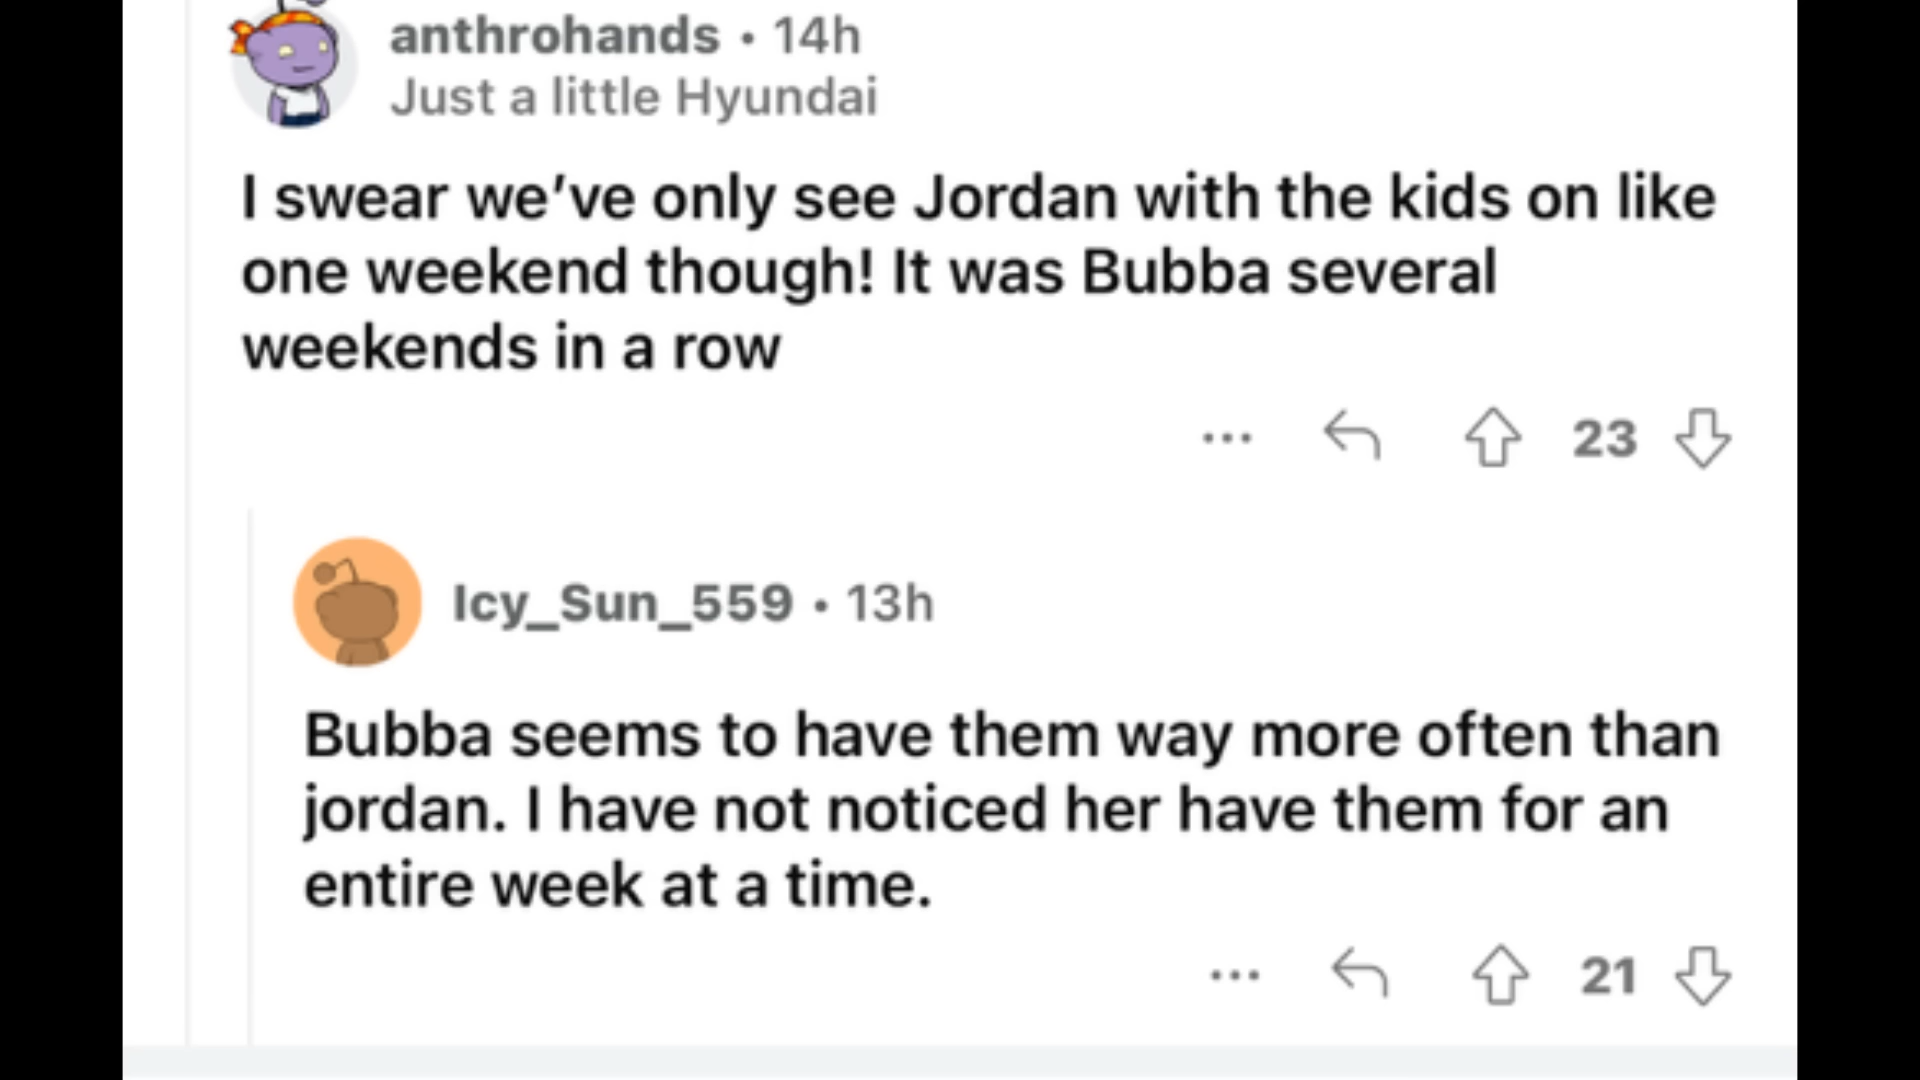 anthrohands • 14h
Just a little Hyundai
I swear we’ve only see Jordan with the kids on like
one weekend though! It was Bubba several
weekends in a row
... 23
Icy_Sun_559 • 13h
Bubba seems to have them way more often than
jordan. I have not noticed her have them for an
entire week at a time.
... 21